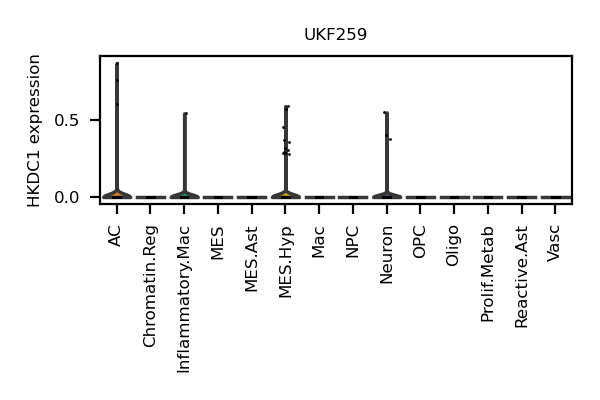 UKF259
HKDC1 expression
0.5
0.0
AC
Chromatin.Reg
Inflammatory.Mac
MES
MES.Ast
MES.Hyp
Mac
NPC
Neuron
OPC
Oligo
Prolif.Metab
Reactive.Ast
Vasc